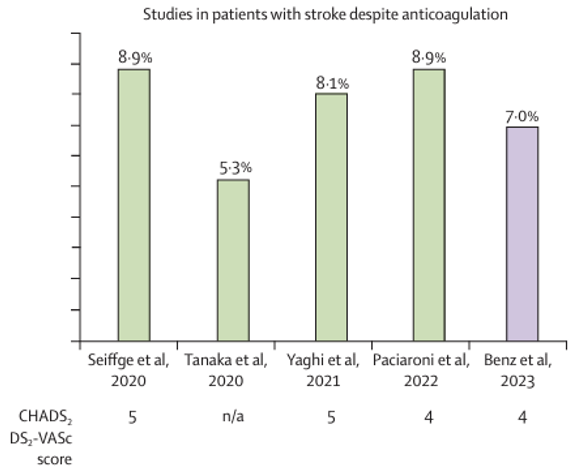 Studies in patients with stroke despite anticoagulation
8·9%
5·3%
8·1%
8·9%
7·0%
Seiffge et al, 2020
Tanaka et al, 2020
Yaghi et al, 2021
Paciaroni et al, 2022
Benz et al, 2023
CHADS₂ 5 n/a 5 4 4
DS₂-VASc
score